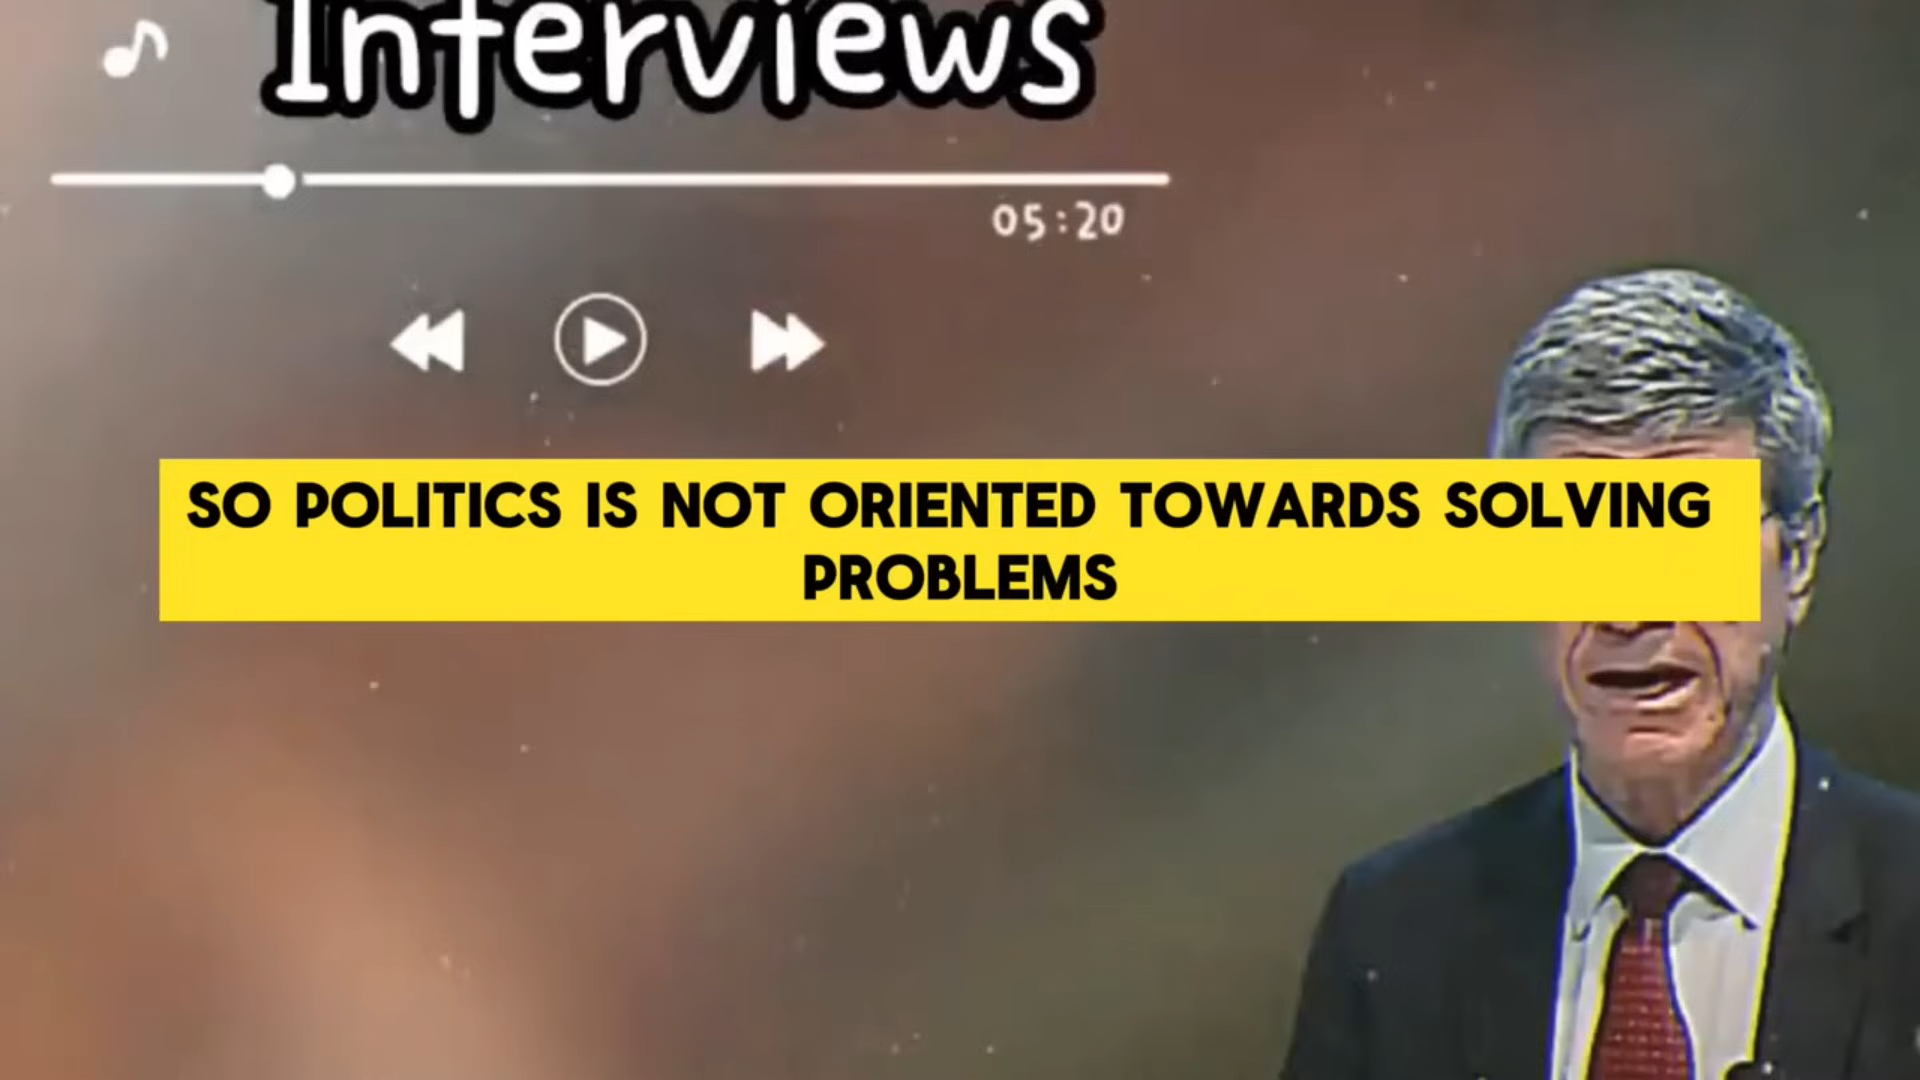 Interviews
05:20
SO POLITICS IS NOT ORIENTED TOWARDS SOLVING
PROBLEMS